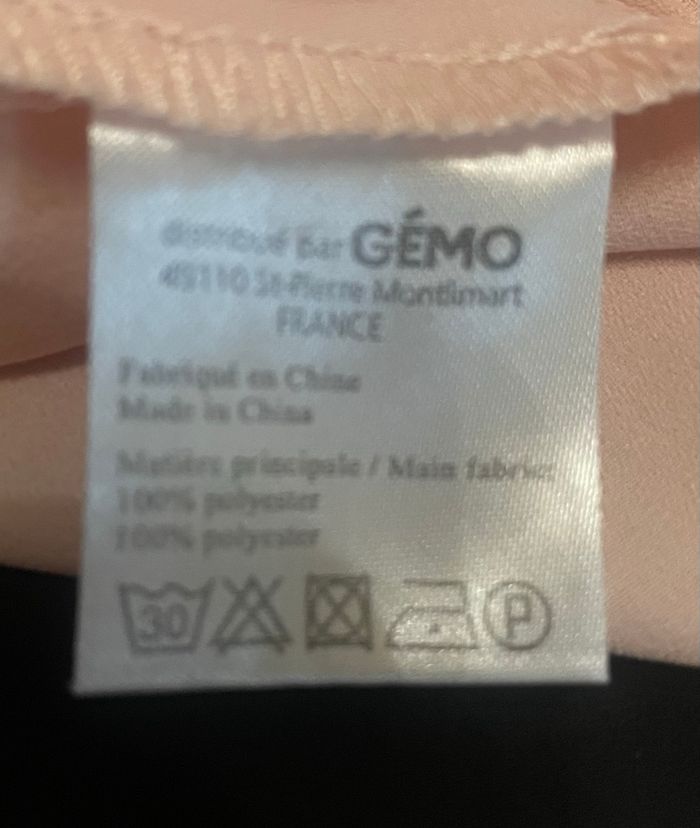 distribué par GÉMO
49110 St-Pierre Montlimart
FRANCE
Fabriqué en Chine
Made in China
Matière principale / Main fabric:
100% polyester
100% polyester
30 P